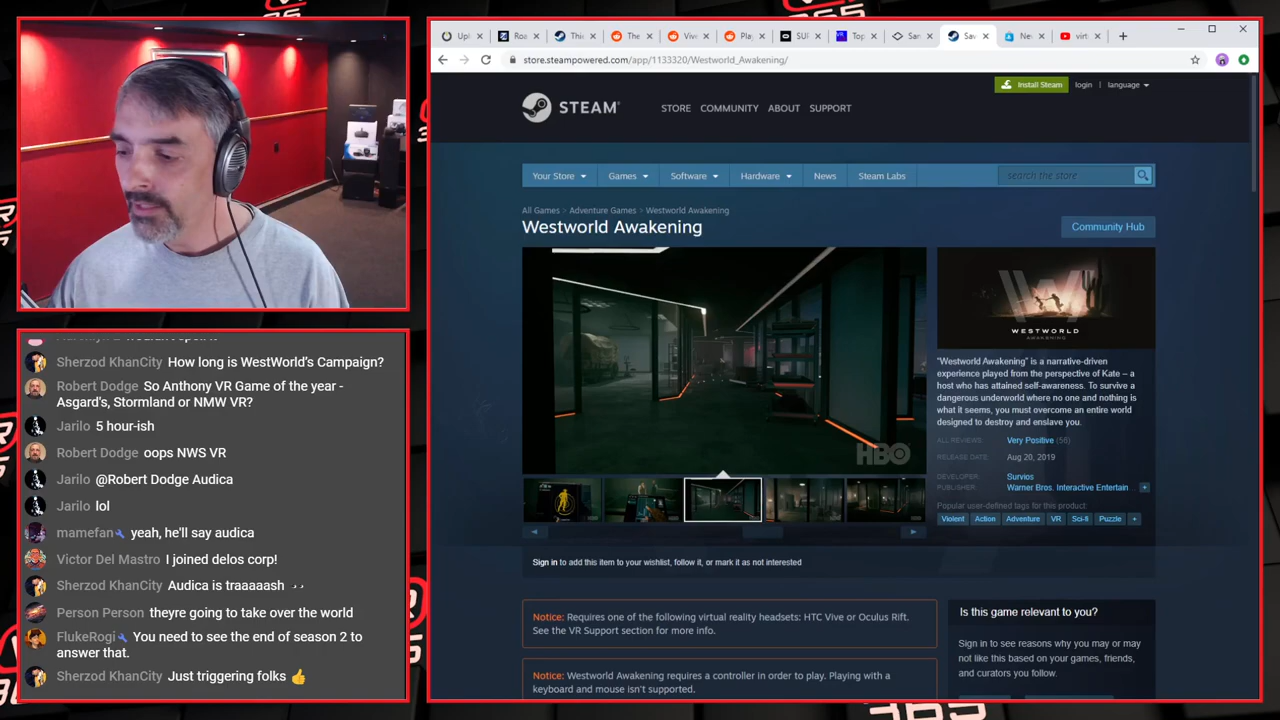 Upl
Roa
This
The
Vive
Play
SUP
Top
San
Sav
Nev
virt
store.steampowered.com/app/1133320/Westworld_Awakening/
Install Steam
login
language
STEAM
STORE COMMUNITY ABOUT SUPPORT
Your Store Games Software Hardware News Steam Labs
search the store
All Games > Adventure Games > Westworld Awakening
Westworld Awakening
Community Hub
HBO
WESTWORLD
AWAKENING
"Westworld Awakening" is a narrative-driven
experience played from the perspective of Kate – a
host who has attained self-awareness. To survive a
dangerous underworld where no one and nothing is
what it seems, you must overcome an entire world
designed to destroy and enslave you.
ALL REVIEWS: Very Positive (56)
RELEASE DATE: Aug 20, 2019
DEVELOPER: Survios
PUBLISHER: Warner Bros. Interactive Entertain... +
Popular user-defined tags for this product:
Violent Action Adventure VR Sci-fi Puzzle +
Sign in to add this item to your wishlist, follow it, or mark it as not interested
Notice: Requires one of the following virtual reality headsets: HTC Vive or Oculus Rift.
See the VR Support section for more info.
Notice: Westworld Awakening requires a controller in order to play. Playing with a
keyboard and mouse isn't supported.
Is this game relevant to you?
Sign in to see reasons why you may or
may not like this based on your games, friends,
and curators you follow.
Sherzod KhanCity How long is WestWorld's Campaign?
Robert Dodge So Anthony VR Game of the year -
Asgard's, Stormland or NMW VR?
Jarilo 5 hour-ish
Robert Dodge oops NWS VR
Jarilo @Robert Dodge Audica
Jarilo lol
mamefan yeah, he'll say audica
Victor Del Mastro I joined delos corp!
Sherzod KhanCity Audica is traaaaash
Person Person theyre going to take over the world
FlukeRogi You need to see the end of season 2 to
answer that.
Sherzod KhanCity Just triggering folks 👍